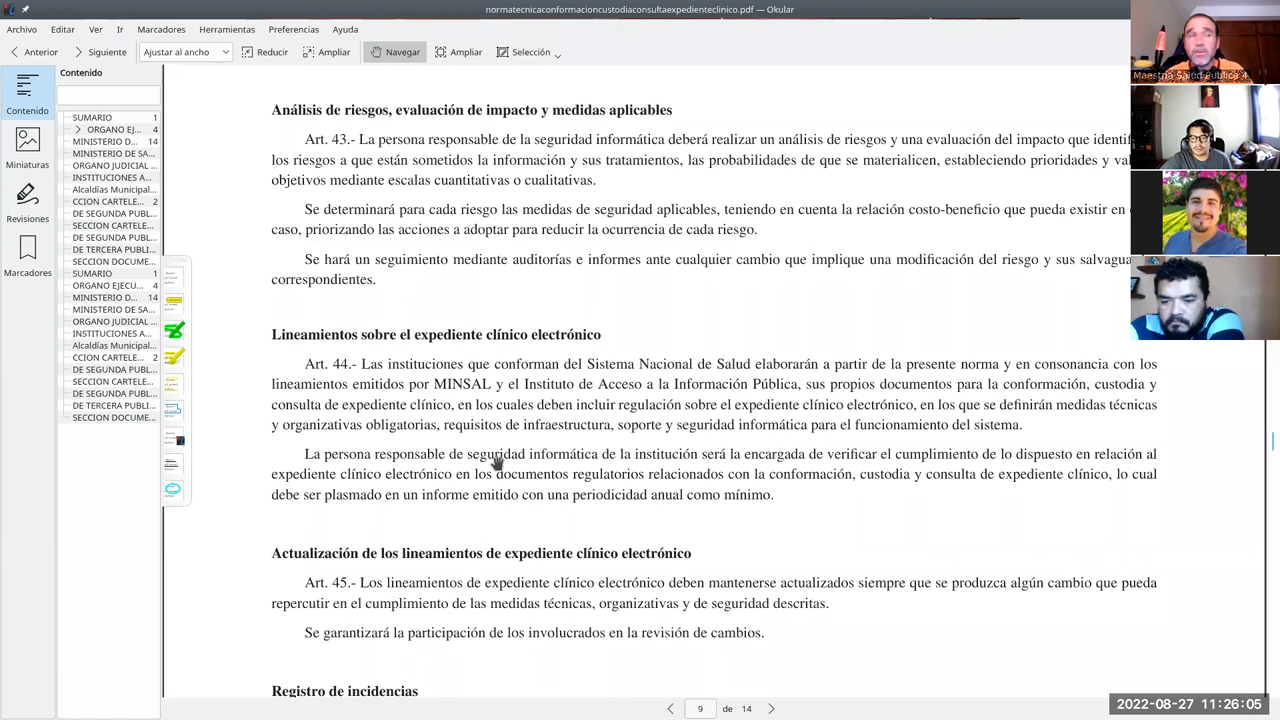 normatecnicaconformacioncustodiaconsultaexpedienteclinico.pdf — Okular
Archivo Editar Ver Ir Marcadores Herramientas Preferencias Ayuda
Anterior Siguiente Ajustar al ancho Reducir Ampliar Navegar Ampliar Selección
Contenido
Miniaturas
Revisiones
Marcadores
Contenido
SUMARIO 1
ORGANO EJ... 4
MINISTERIO D... 14
MINISTERIO DE SA...
ORGANO JUDICIAL ...
INSTITUCIONES A...
Alcaldías Municipal...
CCION CARTELE... 2
DE SEGUNDA PUBL...
SECCION CARTELE...
DE SEGUNDA PUBL...
DE TERCERA PUBLI...
SECCION DOCUME...
SUMARIO 1
ORGANO EJECU... 4
MINISTERIO D... 14
MINISTERIO DE SA...
ORGANO JUDICIAL ...
INSTITUCIONES A...
Alcaldías Municipal...
CCION CARTELE... 2
DE SEGUNDA PUBL...
SECCION CARTELE...
DE SEGUNDA PUBL...
DE TERCERA PUBLI...
SECCION DOCUME...
Análisis de riesgos, evaluación de impacto y medidas aplicables
Art. 43.- La persona responsable de la seguridad informática deberá realizar un análisis de riesgos y una evaluación del impacto que identif
los riesgos a que están sometidos la información y sus tratamientos, las probabilidades de que se materialicen, estableciendo prioridades y val
objetivos mediante escalas cuantitativas o cualitativas.
Se determinará para cada riesgo las medidas de seguridad aplicables, teniendo en cuenta la relación costo-beneficio que pueda existir en
caso, priorizando las acciones a adoptar para reducir la ocurrencia de cada riesgo.
Se hará un seguimiento mediante auditorías e informes ante cualquier cambio que implique una modificación del riesgo y sus salvagua
correspondientes.
Lineamientos sobre el expediente clínico electrónico
Art. 44.- Las instituciones que conforman del Sistema Nacional de Salud elaborarán a partir de la presente norma y en consonancia con los
lineamientos emitidos por MINSAL y el Instituto de Acceso a la Información Pública, sus propios documentos para la conformación, custodia y
consulta de expediente clínico, en los cuales deben incluir regulación sobre el expediente clínico electrónico, en los que se definirán medidas técnicas
y organizativas obligatorias, requisitos de infraestructura, soporte y seguridad informática para el funcionamiento del sistema.
La persona responsable de seguridad informática de la institución será la encargada de verificar el cumplimiento de lo dispuesto en relación al
expediente clínico electrónico en los documentos regulatorios relacionados con la conformación, custodia y consulta de expediente clínico, lo cual
debe ser plasmado en un informe emitido con una periodicidad anual como mínimo.
Actualización de los lineamientos de expediente clínico electrónico
Art. 45.- Los lineamientos de expediente clínico electrónico deben mantenerse actualizados siempre que se produzca algún cambio que pueda
repercutir en el cumplimiento de las medidas técnicas, organizativas y de seguridad descritas.
Se garantizará la participación de los involucrados en la revisión de cambios.
Registro de incidencias
9 de 14
Maestria Salud Publica 4
2022-08-27 11:26:05